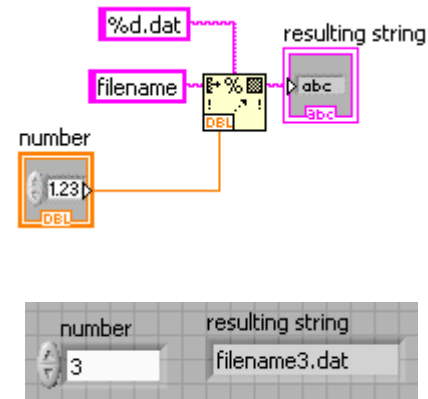 %d.dat
resulting string
filename
% 
abc
! !
DBL
abc
number
1.23
DBL
number
resulting string
3
filename3.dat